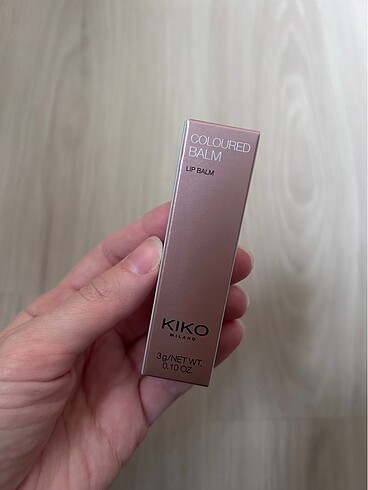 COLOURED
BALM
LIP BALM
KIKO
MILANO
3g/NET WT.
0.10 OZ.